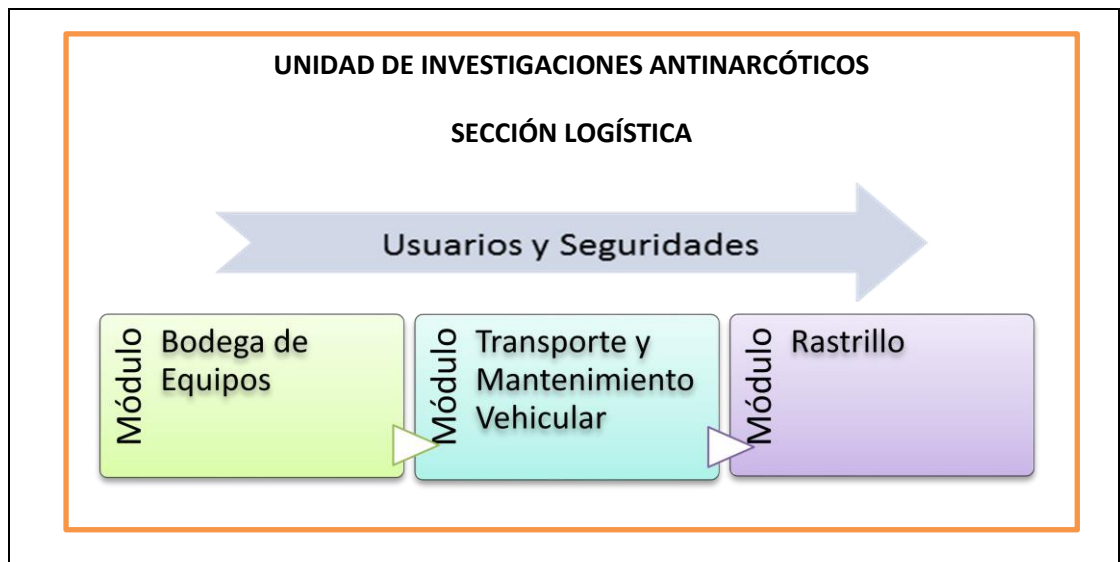 UNIDAD DE INVESTIGACIONES ANTINARCÓTICOS
SECCIÓN LOGÍSTICA
Usuarios y Seguridades
Módulo
Bodega de
Equipos
Módulo
Transporte y
Mantenimiento
Vehicular
Módulo
Rastrillo